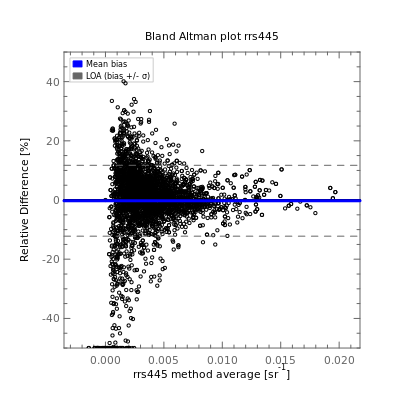 Bland Altman plot rrs445
Mean bias
LOA (bias +/- σ)
Relative Difference [%]
40
20
0
-20
-40
0.000 0.005 0.010 0.015 0.020
rrs445 method average [sr⁻¹]